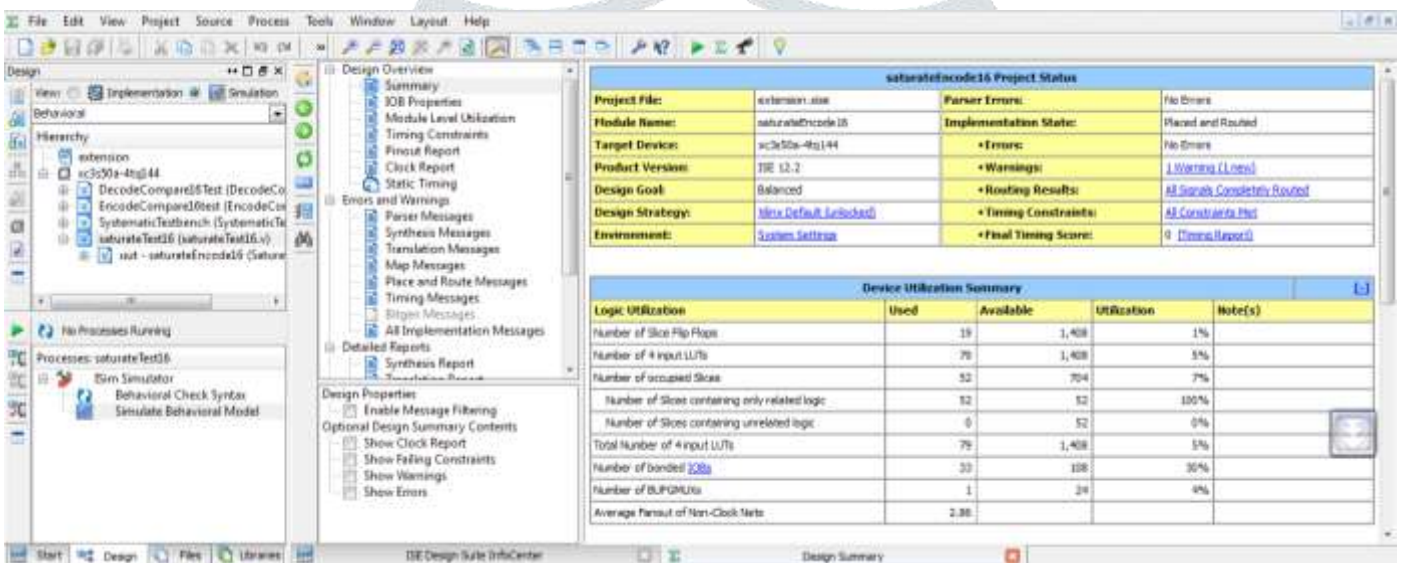 File Edit View Project Source Process Tools Window Layout Help
Design
View: Implementation Simulation
Behavioral
Hierarchy
extension
xc3s50a-4tq144
DecodeCompare16Test (DecodeCo
EncodeCompare16test (EncodeCom
SystematicTestbench (SystematicTe
saturateTest16 (saturateTest16.v)
uut - saturateEncode16 (Sature
No Processes Running
Processes: saturateTest16
ISim Simulator
Behavioral Check Syntax
Simulate Behavioral Model
Start Design Files Libraries
Design Overview
Summary
IOB Properties
Module Level Utilization
Timing Constraints
Pinout Report
Clock Report
Static Timing
Errors and Warnings
Parser Messages
Synthesis Messages
Translation Messages
Map Messages
Place and Route Messages
Timing Messages
Bitgen Messages
All Implementation Messages
Detailed Reports
Synthesis Report
Translation Report
Design Properties
Enable Message Filtering
Optional Design Summary Contents
Show Clock Report
Show Failing Constraints
Show Warnings
Show Errors
saturateEncode16 Project Status
Project File: extension.xise Parser Errors: No Errors
Module Name: saturateEncode16 Implementation State: Placed and Routed
Target Device: xc3s50a-4tq144 •Errors: No Errors
Product Version: ISE 12.2 •Warnings: 1 Warning (1 new)
Design Goal: Balanced •Routing Results: All Signals Completely Routed
Design Strategy: Xilinx Default (unlocked) •Timing Constraints: All Constraints Met
Environment: System Settings •Final Timing Score: 0 (Timing Report)
Device Utilization Summary [-]
Logic Utilization Used Available Utilization Note(s)
Number of Slice Flip Flops 19 1,408 1%
Number of 4 input LUTs 79 1,408 5%
Number of occupied Slices 52 704 7%
Number of Slices containing only related logic 52 52 100%
Number of Slices containing unrelated logic 0 52 0%
Total Number of 4 input LUTs 79 1,408 5%
Number of bonded IOBs 33 108 30%
Number of BUFGMUXs 1 24 4%
Average Fanout of Non-Clock Nets 2.86
ISE Design Suite InfoCenter Design Summary